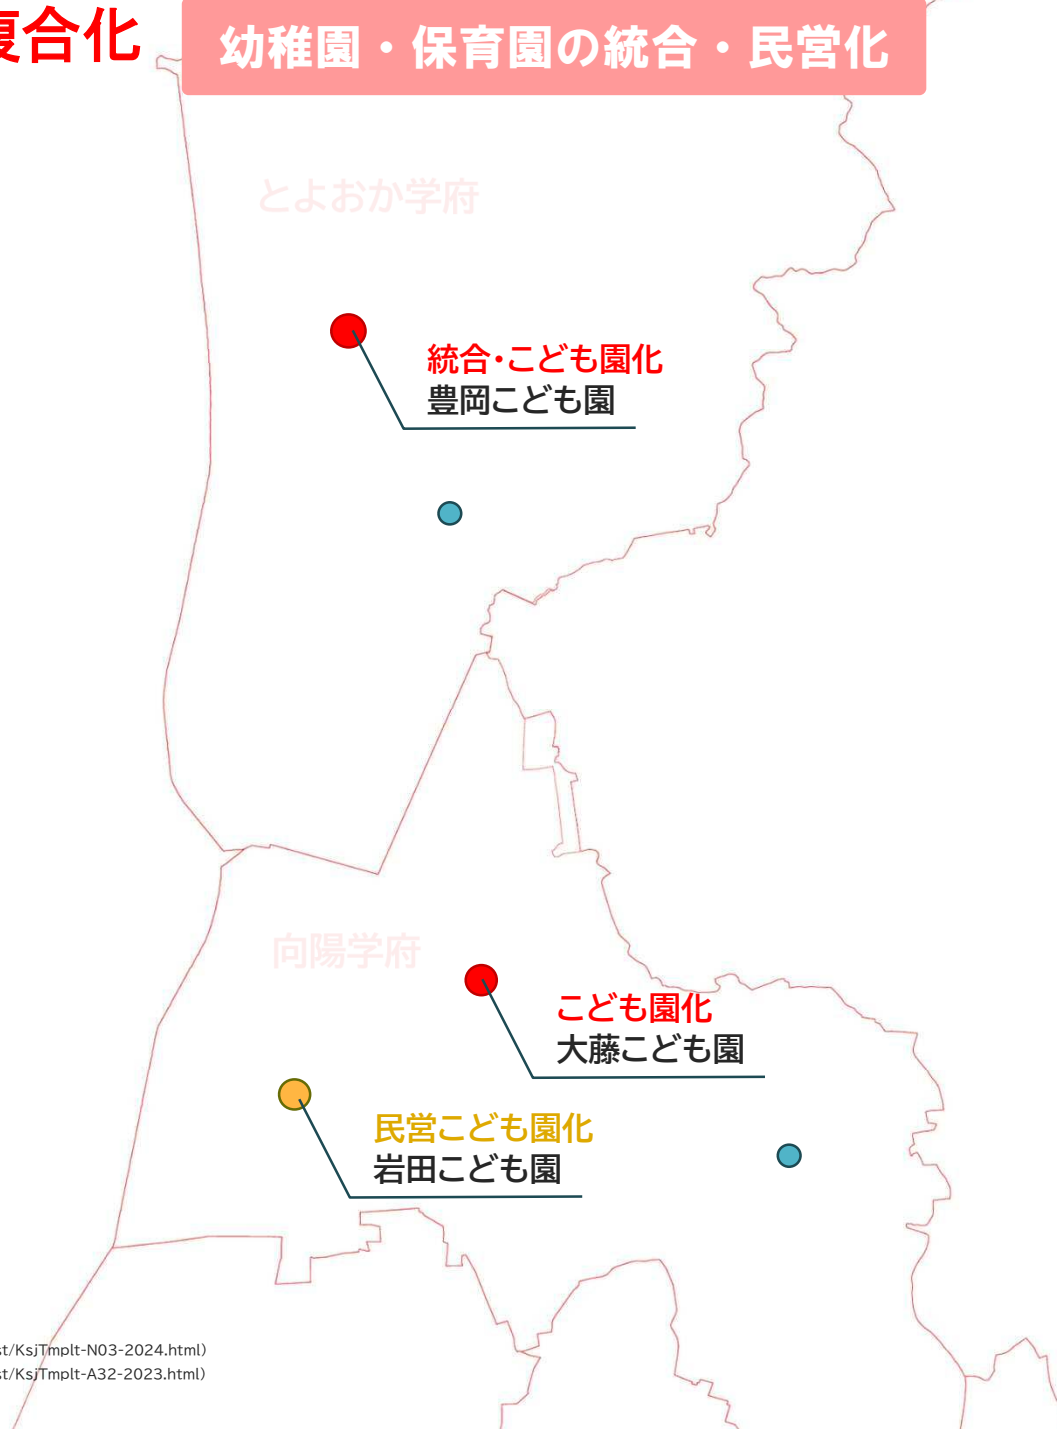 複合化
幼稚園・保育園の統合・民営化
とよおか学府
統合・こども園化
豊岡こども園
向陽学府
こども園化
大藤こども園
民営こども園化
岩田こども園
st/KsjTmplt-N03-2024.html)
st/KsjTmplt-A32-2023.html)